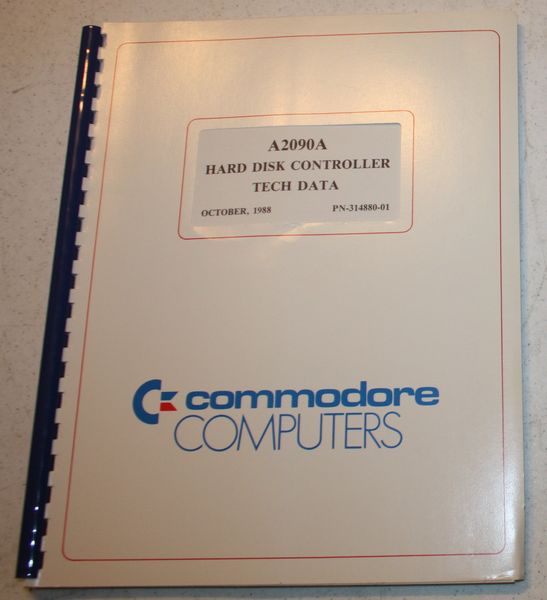 A2090A
HARD DISK CONTROLLER
TECH DATA
OCTOBER, 1988 PN-314880-01
commodore
COMPUTERS